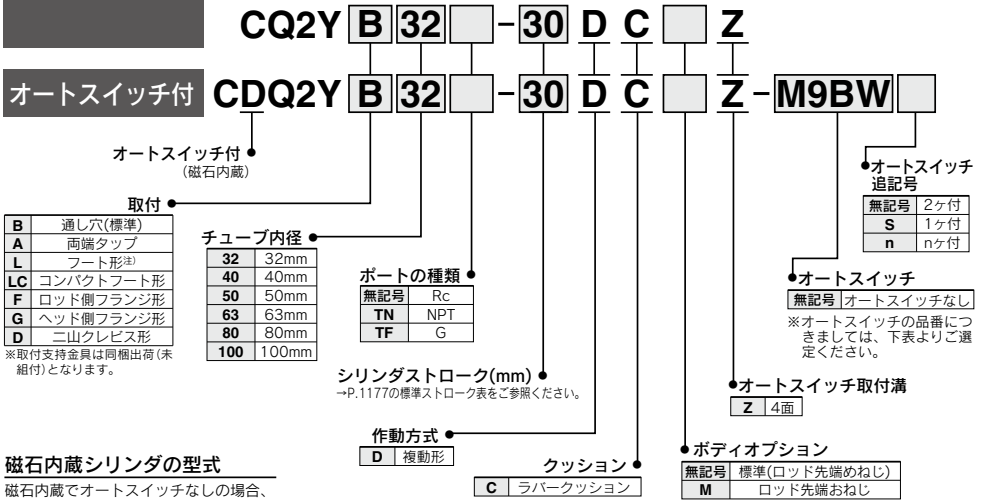 CQ2Y B 32 - 30 D C Z
オートスイッチ付 CDQ2Y B 32 - 30 D C Z - M9BW
オートスイッチ付
(磁石内蔵)
取付
B 通し穴(標準)
A 両端タップ
L フート形注)
LC コンパクトフート形
F ロッド側フランジ形
G ヘッド側フランジ形
D 二山クレビス形
※取付支持金具は同梱出荷(未
組付)となります。
チューブ内径
32 32mm
40 40mm
50 50mm
63 63mm
80 80mm
100 100mm
ポートの種類
無記号 Rc
TN NPT
TF G
シリンダストローク(mm)
→P.1177の標準ストローク表をご参照ください。
作動方式
D 複動形
クッション
C ラバークッション
ボディオプション
無記号 標準(ロッド先端めねじ)
M ロッド先端おねじ
オートスイッチ取付溝
Z 4面
オートスイッチ
無記号 オートスイッチなし
※オートスイッチの品番につ
きましては、下表よりご選
定ください。
オートスイッチ
追記号
無記号 2ヶ付
S 1ヶ付
n nヶ付
磁石内蔵シリンダの型式
磁石内蔵でオートスイッチなしの場合、